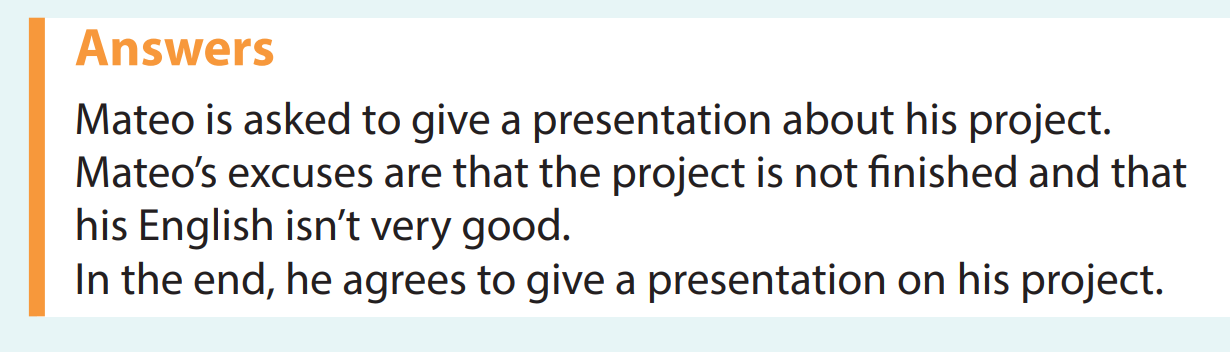 Answers
Mateo is asked to give a presentation about his project.
Mateo’s excuses are that the project is not finished and that
his English isn’t very good.
In the end, he agrees to give a presentation on his project.